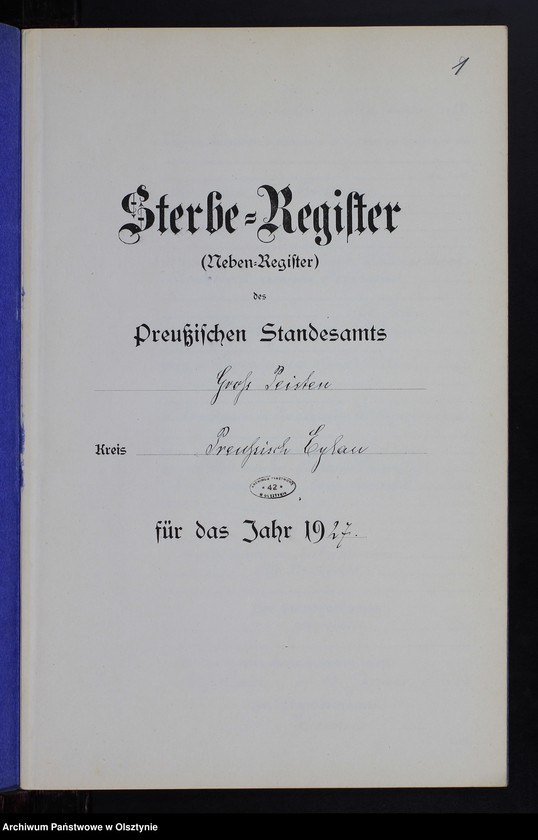 1
Sterbe=Register
(Neben=Register)
des
Preußischen Standesamts
Groß Peisten
Kreis Preußisch Eylau
42
W OLSZTYNIE
für das Jahr 1927.
Archiwum Państwowe w Olsztynie